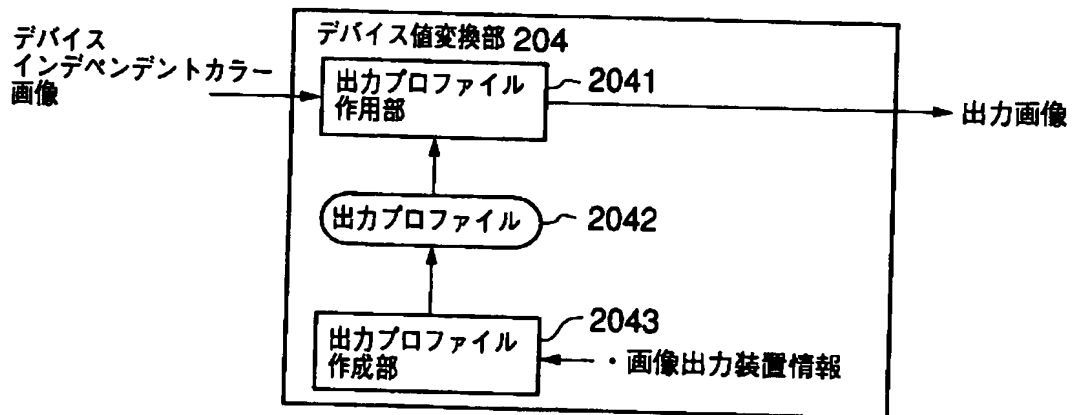 デバイス
インデペンデントカラー
画像
デバイス値変換部 204
出力プロファイル
作用部
2041
出力画像
出力プロファイル
2042
出力プロファイル
作成部
2043
・画像出力装置情報